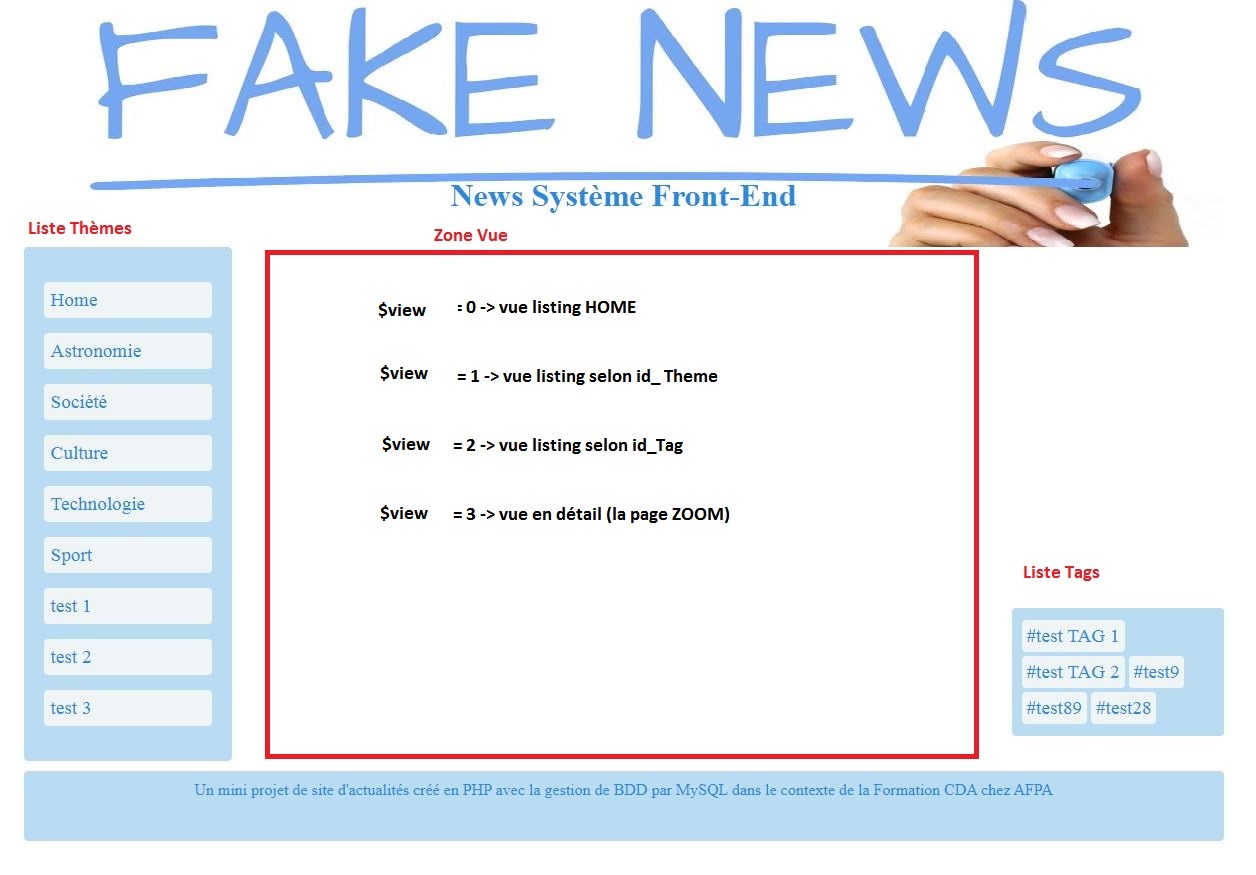 FAKE NEWS
News Système Front-End
Liste Thèmes
Zone Vue
Home
Astronomie
Société
Culture
Technologie
Sport
test 1
test 2
test 3
$view = 0 -> vue listing HOME
$view = 1 -> vue listing selon id_ Theme
$view = 2 -> vue listing selon id_Tag
$view = 3 -> vue en détail (la page ZOOM)
Liste Tags
#test TAG 1
#test TAG 2 #test9
#test89 #test28
Un mini projet de site d'actualités créé en PHP avec la gestion de BDD par MySQL dans le contexte de la Formation CDA chez AFPA